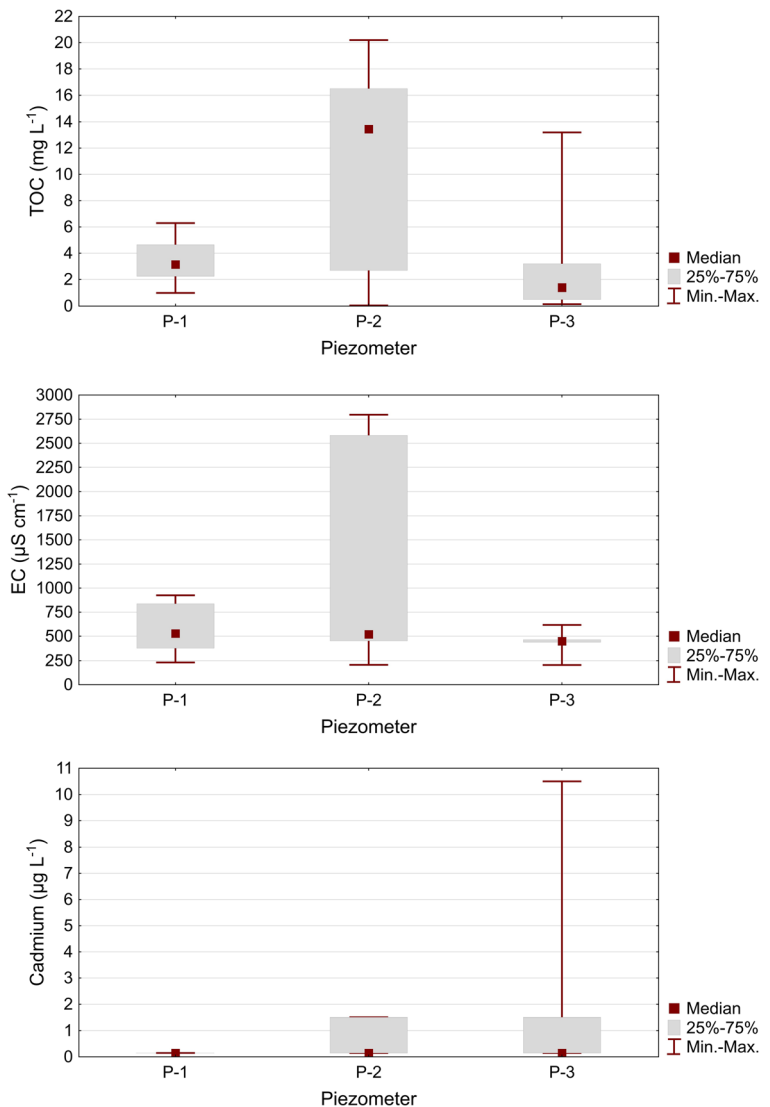 22
20
18
16
14
12
10
8
6
4
2
0
TOC (mg L⁻¹)
P-1 P-2 P-3
Piezometer
Median
25%-75%
Min.-Max.
3000
2750
2500
2250
2000
1750
1500
1250
1000
750
500
250
0
EC (µS cm⁻¹)
P-1 P-2 P-3
Piezometer
Median
25%-75%
Min.-Max.
11
10
9
8
7
6
5
4
3
2
1
0
Cadmium (µg L⁻¹)
P-1 P-2 P-3
Piezometer
Median
25%-75%
Min.-Max.